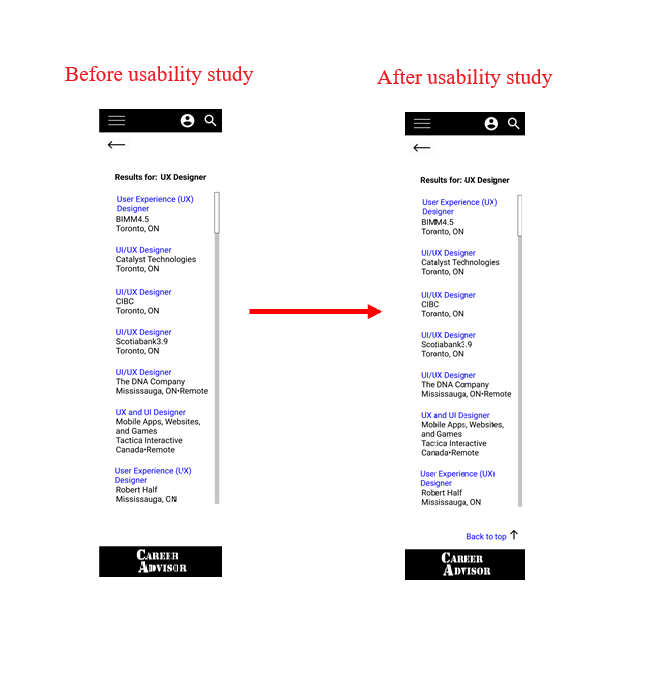 Before usability study
After usability study
Results for: UX Designer
User Experience (UX)
Designer
BIMM4.5
Toronto, ON
UI/UX Designer
Catalyst Technologies
Toronto, ON
UI/UX Designer
CIBC
Toronto, ON
UI/UX Designer
Scotiabank3.9
Toronto, ON
UI/UX Designer
The DNA Company
Mississauga, ON•Remote
UX and UI Designer
Mobile Apps, Websites,
and Games
Tactica Interactive
Canada•Remote
User Experience (UX)
Designer
Robert Half
Mississauga, ON
CAREER
ADVISOR
Results for: UX Designer
User Experience (UX)
Designer
BIMM4.5
Toronto, ON
UI/UX Designer
Catalyst Technologies
Toronto, ON
UI/UX Designer
CIBC
Toronto, ON
UI/UX Designer
Scotiabank3.9
Toronto, ON
UI/UX Designer
The DNA Company
Mississauga, ON•Remote
UX and UI Designer
Mobile Apps, Websites,
and Games
Tactica Interactive
Canada•Remote
User Experience (UX)
Designer
Robert Half
Mississauga, ON
Back to top
CAREER
ADVISOR